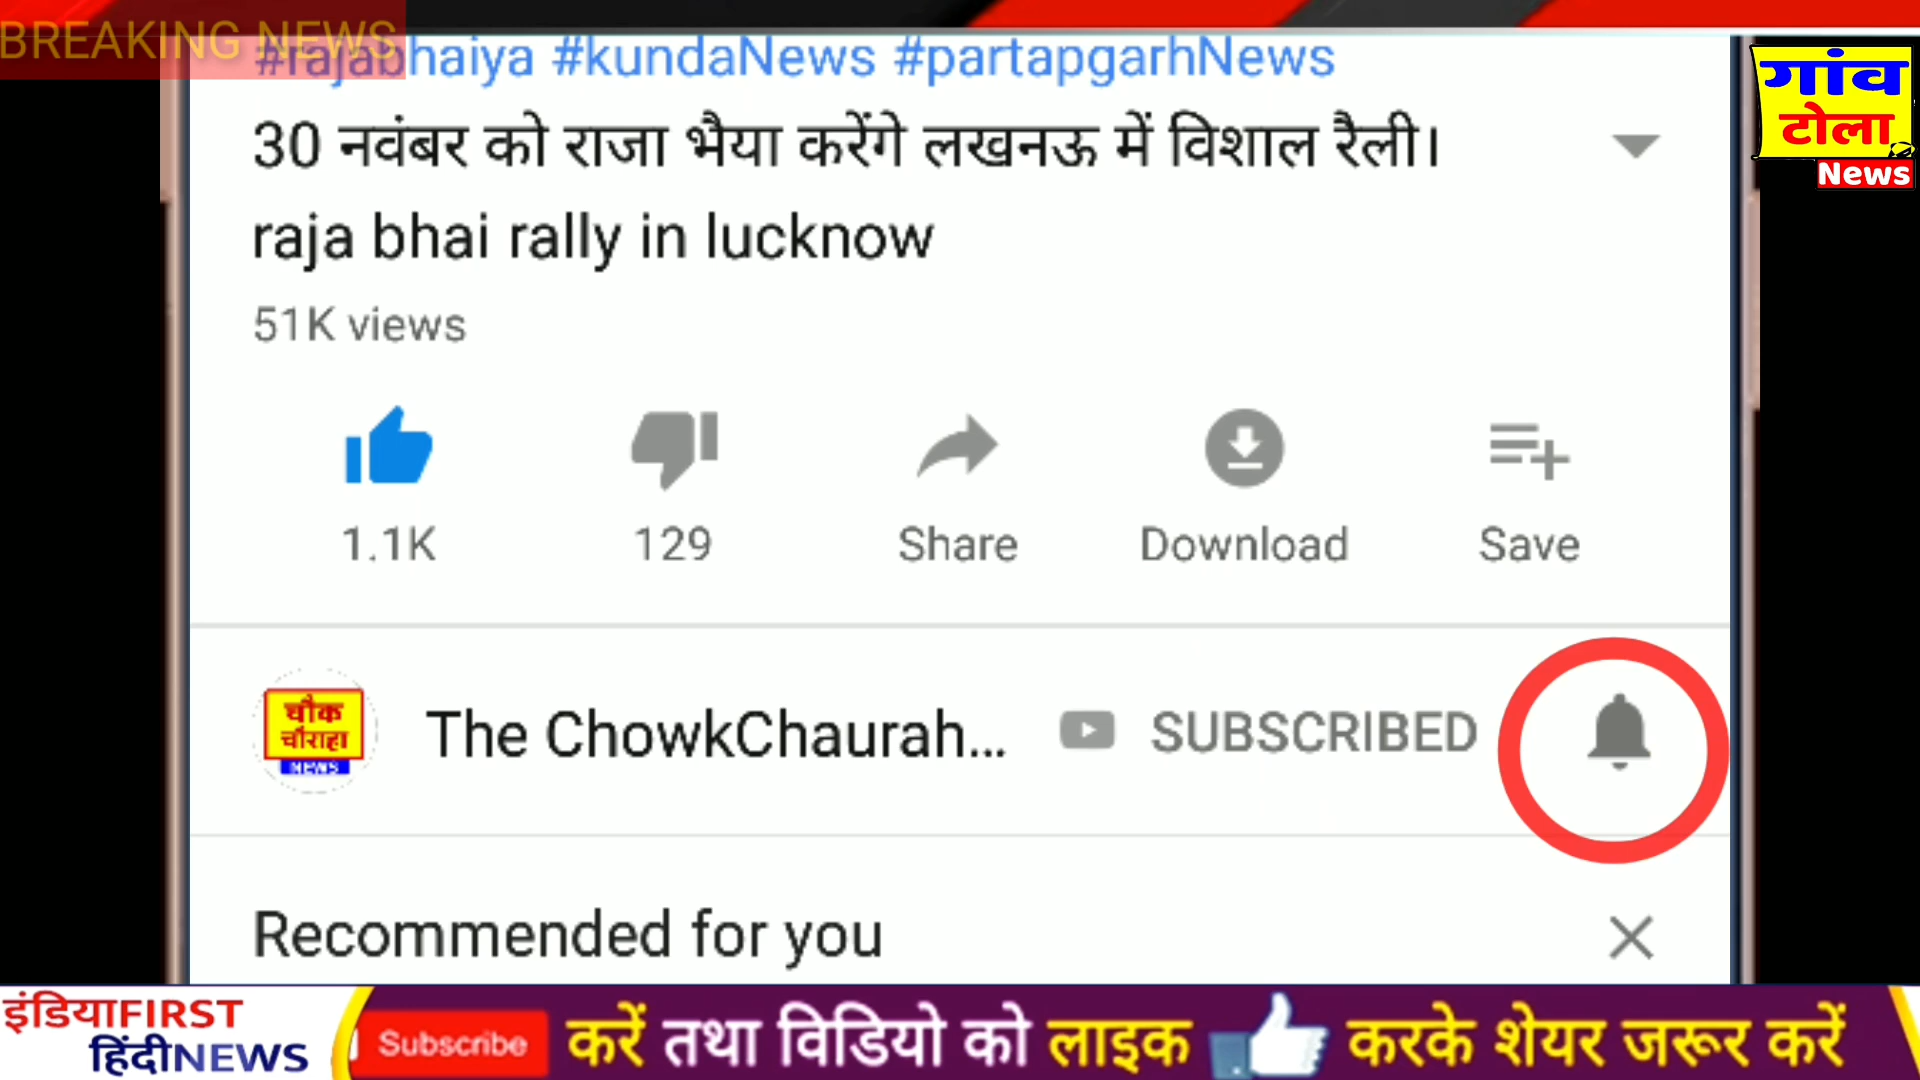 BREAKING NEWS
#rajabhaiya #kundaNews #partapgarhNews
गांव
टोला
News
30 नवंबर को राजा भैया करेंगे लखनऊ में विशाल रैली।
raja bhai rally in lucknow
51K views
1.1K 129 Share Download Save
चौक
चौराहा
NEWS
The ChowkChaurah... SUBSCRIBED
Recommended for you
इंडियाFIRST
हिंदीNEWS
Subscribe करें तथा विडियो को लाइक करके शेयर जरूर करें